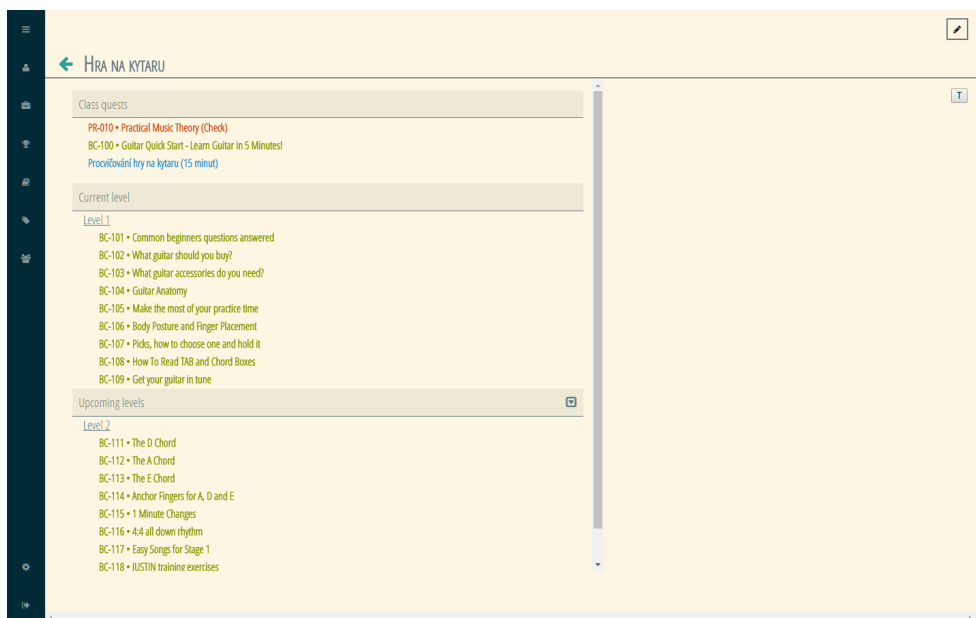 HRA NA KYTARU
T
Class quests
PR-010 • Practical Music Theory (Check)
BC-100 • Guitar Quick Start - Learn Guitar In 5 Minutes!
Procvičování hry na kytaru (15 minut)
Current level
Level 1
BC-101 • Common beginners questions answered
BC-102 • What guitar should you buy?
BC-103 • What guitar accessories do you need?
BC-104 • Guitar Anatomy
BC-105 • Make the most of your practice time
BC-106 • Body Posture and Finger Placement
BC-107 • Picks, how to choose one and hold it
BC-108 • How To Read TAB and Chord Boxes
BC-109 • Get your guitar in tune
Upcoming levels
Level 2
BC-111 • The D Chord
BC-112 • The A Chord
BC-113 • The E Chord
BC-114 • Anchor Fingers for A, D and E
BC-115 • 1 Minute Changes
BC-116 • 4:4 all down rhythm
BC-117 • Easy Songs for Stage 1
BC-118 • JUSTIN training exercises